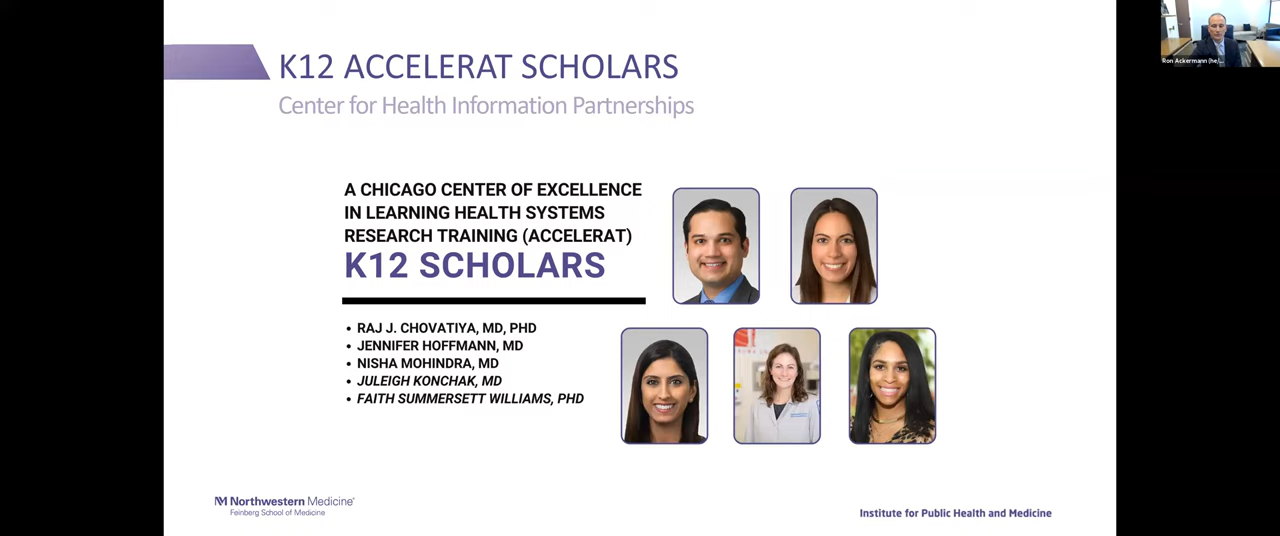 K12 ACCELERAT SCHOLARS
Center for Health Information Partnerships
A CHICAGO CENTER OF EXCELLENCE
IN LEARNING HEALTH SYSTEMS
RESEARCH TRAINING (ACCELERAT)
K12 SCHOLARS
• RAJ J. CHOVATIYA, MD, PHD
• JENNIFER HOFFMANN, MD
• NISHA MOHINDRA, MD
• JULEIGH KONCHAK, MD
• FAITH SUMMERSETT WILLIAMS, PHD
Northwestern Medicine
Feinberg School of Medicine
Institute for Public Health and Medicine
Ron Ackermann (he/...